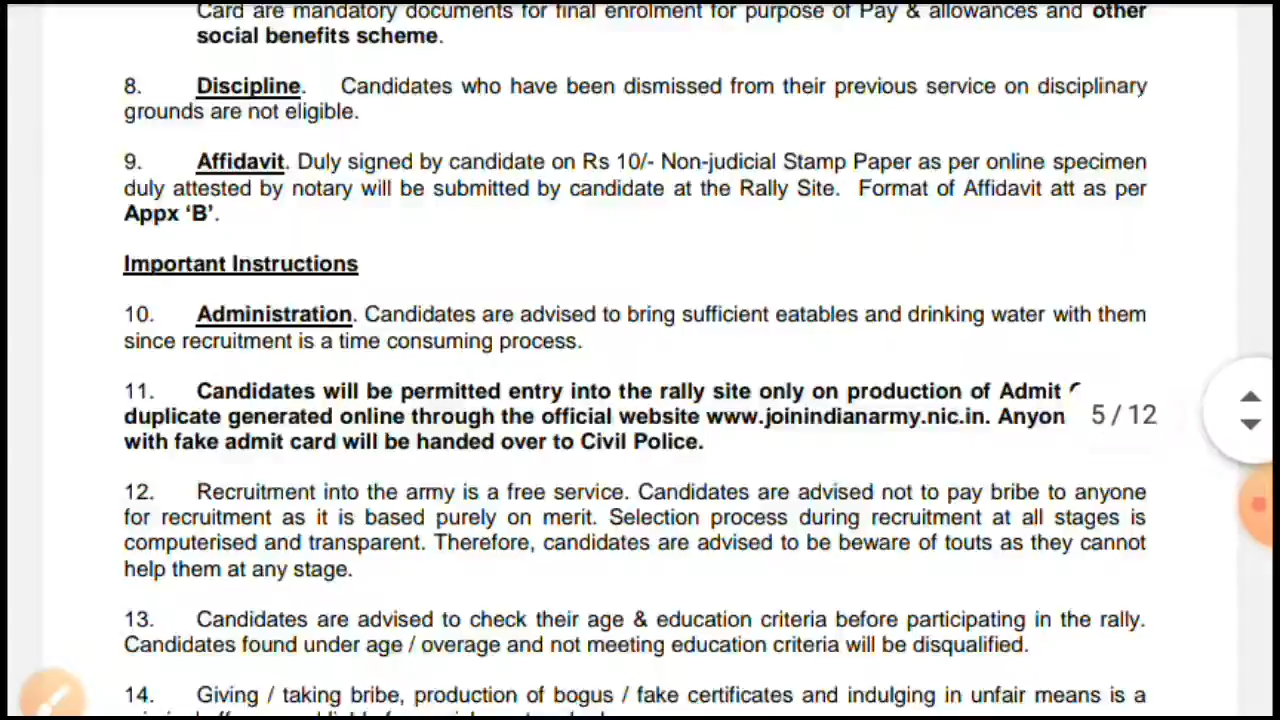 Card are mandatory documents for final enrolment for purpose of Pay & allowances and other
social benefits scheme.
8. Discipline. Candidates who have been dismissed from their previous service on disciplinary
grounds are not eligible.
9. Affidavit. Duly signed by candidate on Rs 10/- Non-judicial Stamp Paper as per online specimen
duly attested by notary will be submitted by candidate at the Rally Site. Format of Affidavit att as per
Appx ‘B’.
Important Instructions
10. Administration. Candidates are advised to bring sufficient eatables and drinking water with them
since recruitment is a time consuming process.
11. Candidates will be permitted entry into the rally site only on production of Admit
duplicate generated online through the official website www.joinindianarmy.nic.in. Anyon
5 / 12
with fake admit card will be handed over to Civil Police.
12. Recruitment into the army is a free service. Candidates are advised not to pay bribe to anyone
for recruitment as it is based purely on merit. Selection process during recruitment at all stages is
computerised and transparent. Therefore, candidates are advised to be beware of touts as they cannot
help them at any stage.
13. Candidates are advised to check their age & education criteria before participating in the rally.
Candidates found under age / overage and not meeting education criteria will be disqualified.
14. Giving / taking bribe, production of bogus / fake certificates and indulging in unfair means is a